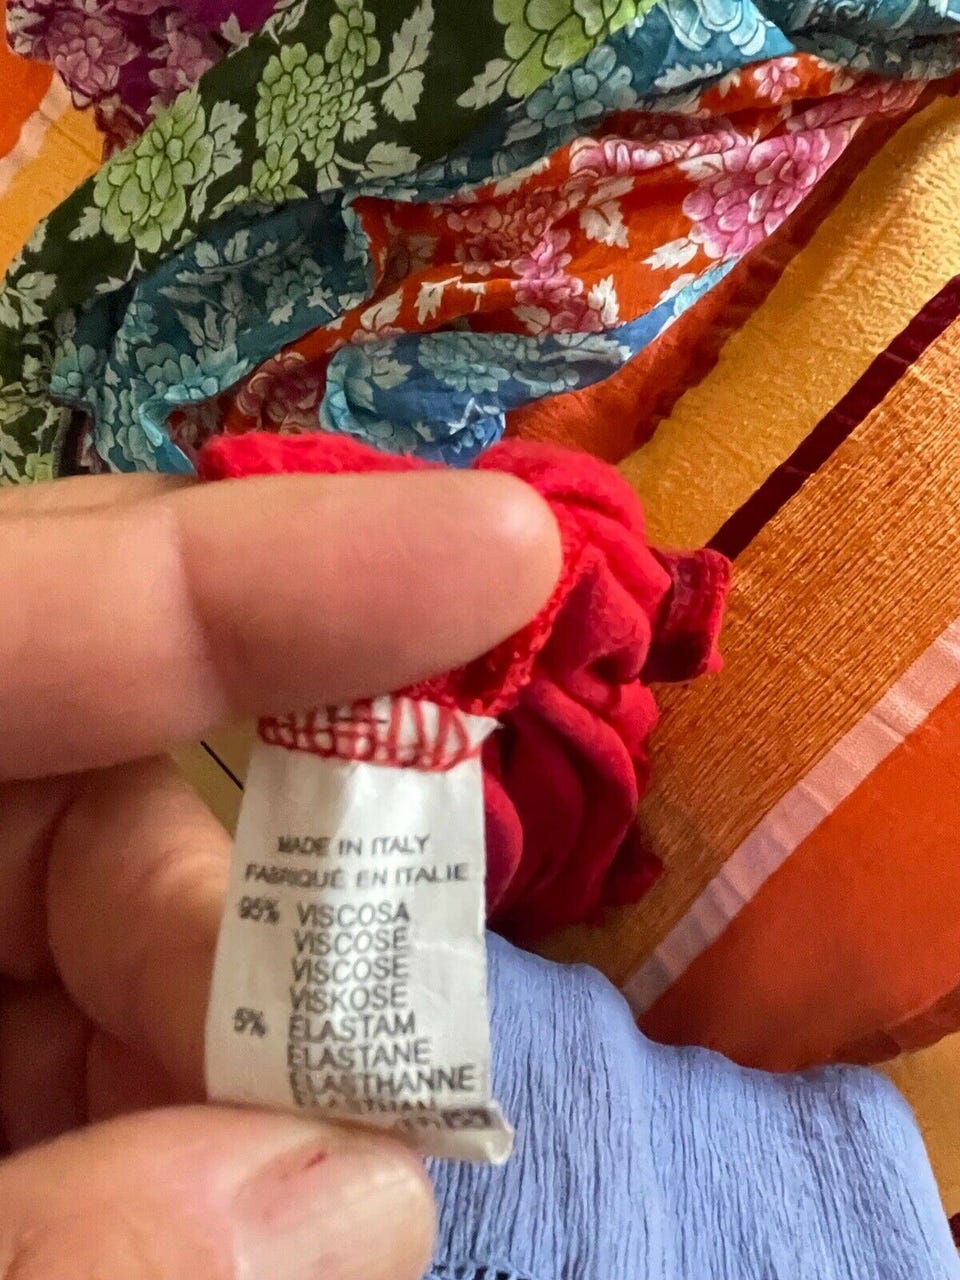 MADE IN ITALY
FABRIQUÉ EN ITALIE
95% VISCOSA
VISCOSE
VISCOSE
VISKOSE
5% ELASTAM
ELASTANE
ELASTHANNE